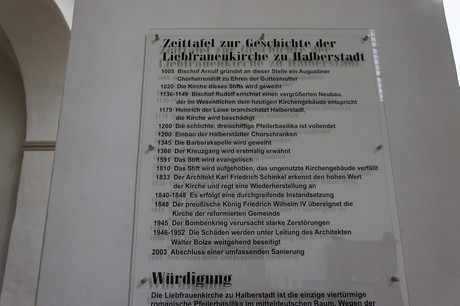 Zeittafel zur Geschichte der
Liebfrauenkirche zu Halberstadt
1005 Bischof Arnulf gründet an dieser Stelle ein Augustiner
Chorherrenstift zu Ehren der Gottesmutter
1020 Die Kirche dieses Stifts wird geweiht
1136-1149 Bischof Rudolf errichtet einen vergrößerten Neubau,
der im Wesentlichen dem heutigen Kirchengebäude entspricht
1179 Heinrich der Löwe brandschatzt Halberstadt,
die Kirche wird beschädigt
1200 Die schlichte, dreischiffige Pfeilerbasilika ist vollendet
1200 Einbau der Halberstädter Chorschranken
1345 Die Barbarakapelle wird geweiht
1366 Der Kreuzgang wird erstmalig erwähnt
1591 Das Stift wird evangelisch
1810 Das Stift wird aufgehoben, das ungenutzte Kirchengebäude verfällt
1833 Der Architekt Karl Friedrich Schinkel erkennt den hohen Wert
der Kirche und regt eine Wiederherstellung an
1840-1848 Es erfolgt eine durchgreifende Instandsetzung
1848 Der preußische König Friedrich Wilhelm IV übereignet die
Kirche der reformierten Gemeinde
1945 Der Bombenkrieg verursacht starke Zerstörungen
1946-1952 Die Schäden werden unter Leitung des Architekten
Walter Bolze weitgehend beseitigt
2003 Abschluss einer umfassenden Sanierung
Würdigung
Die Liebfrauenkirche zu Halberstadt ist die einzige viertürmige
romanische Pfeilerbasilika im mitteldeutschen Raum. Wegen der